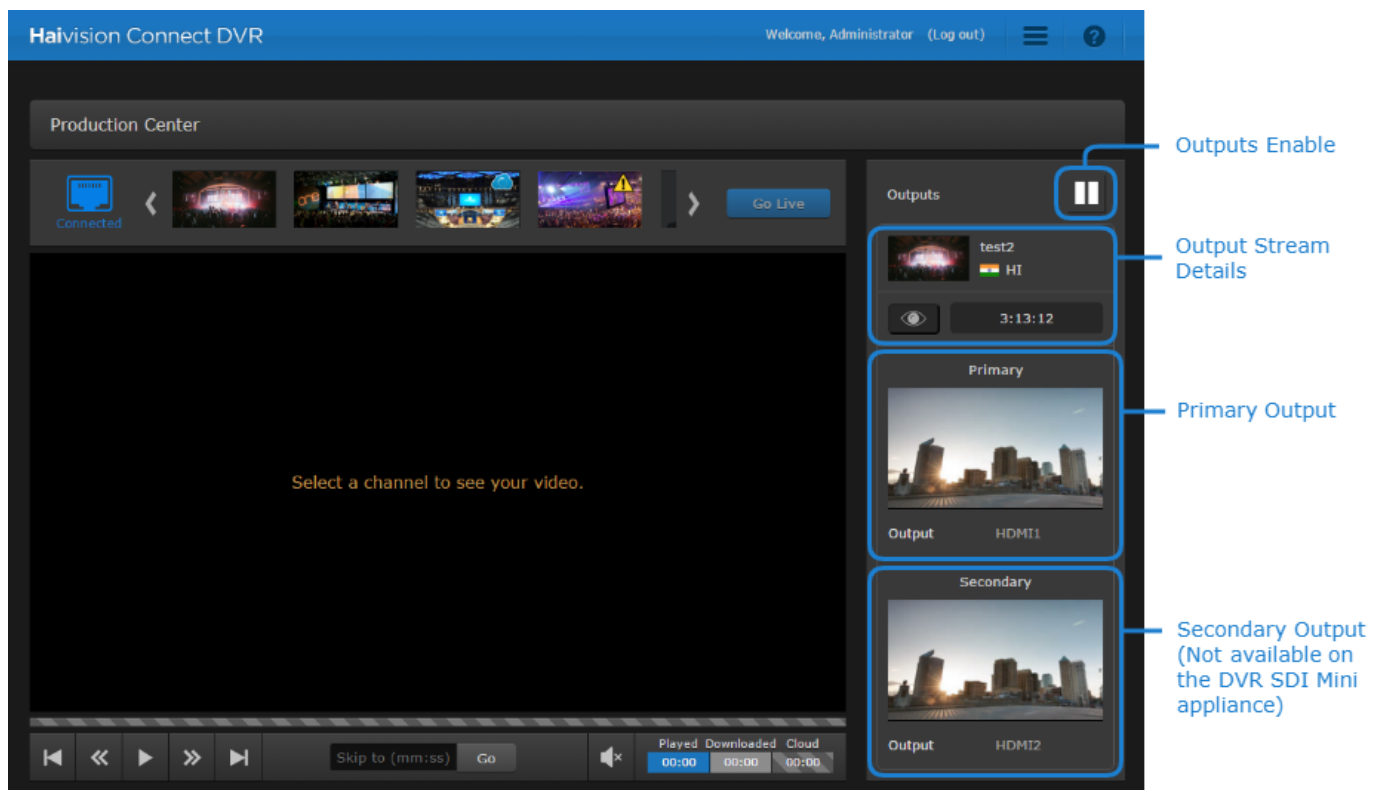 Haivision Connect DVR
Welcome, Administrator (Log out)
?
Production Center
Connected
Go Live
Select a channel to see your video.
Skip to (mm:ss)
Go
Played Downloaded Cloud
00:00 00:00 00:00
Outputs
test2
HI
3:13:12
Primary
Output HDMI1
Secondary
Output HDMI2
Outputs Enable
Output Stream
Details
Primary Output
Secondary Output
(Not available on
the DVR SDI Mini
appliance)